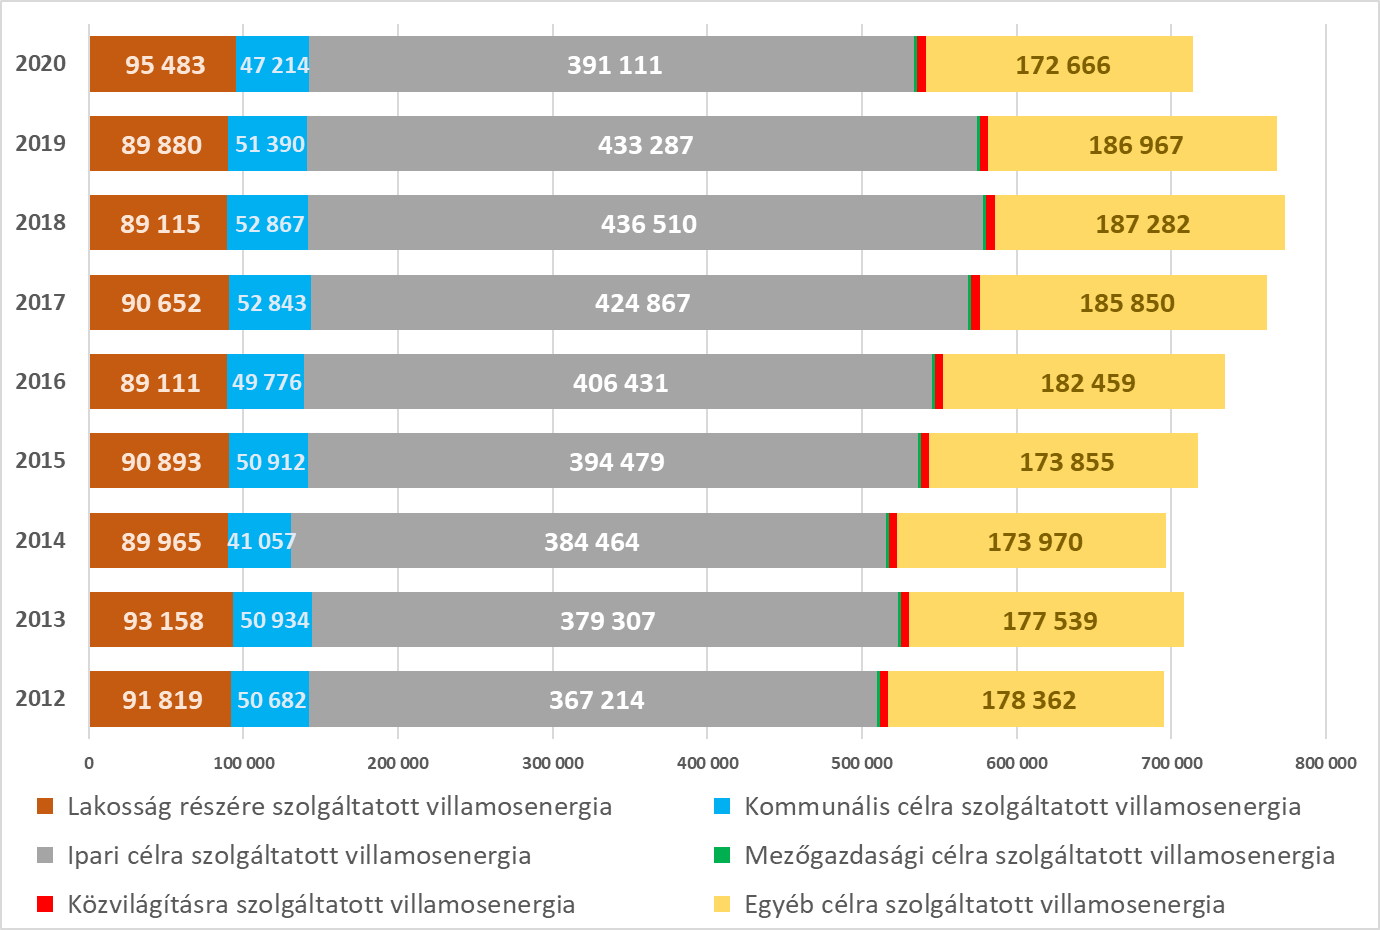 2020 95 483 47 214 391 111 172 666
2019 89 880 51 390 433 287 186 967
2018 89 115 52 867 436 510 187 282
2017 90 652 52 843 424 867 185 850
2016 89 111 49 776 406 431 182 459
2015 90 893 50 912 394 479 173 855
2014 89 965 41 057 384 464 173 970
2013 93 158 50 934 379 307 177 539
2012 91 819 50 682 367 214 178 362
0 100 000 200 000 300 000 400 000 500 000 600 000 700 000 800 000
Lakosság részére szolgáltatott villamosenergia Kommunális célra szolgáltatott villamosenergia
Ipari célra szolgáltatott villamosenergia Mezőgazdasági célra szolgáltatott villamosenergia
Közvilágításra szolgáltatott villamosenergia Egyéb célra szolgáltatott villamosenergia